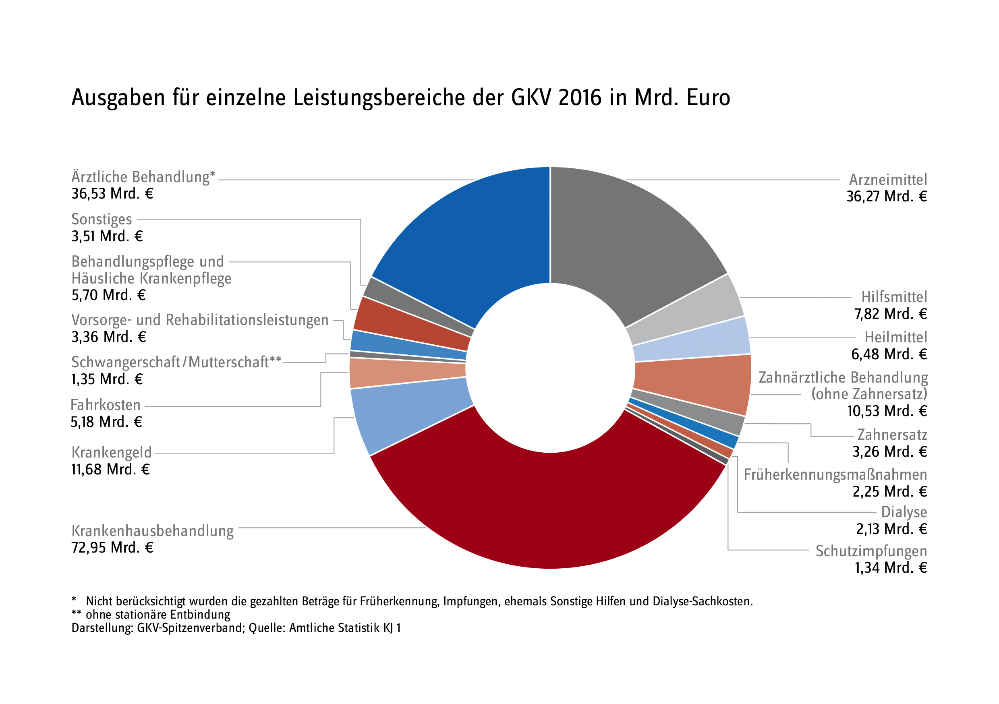 Ausgaben für einzelne Leistungsbereiche der GKV 2016 in Mrd. Euro
Ärztliche Behandlung*
36,53 Mrd. €
Sonstiges
3,51 Mrd. €
Behandlungspflege und
Häusliche Krankenpflege
5,70 Mrd. €
Vorsorge- und Rehabilitationsleistungen
3,36 Mrd. €
Schwangerschaft/Mutterschaft**
1,35 Mrd. €
Fahrkosten
5,18 Mrd. €
Krankengeld
11,68 Mrd. €
Krankenhausbehandlung
72,95 Mrd. €
Arzneimittel
36,27 Mrd. €
Hilfsmittel
7,82 Mrd. €
Heilmittel
6,48 Mrd. €
Zahnärztliche Behandlung
(ohne Zahnersatz)
10,53 Mrd. €
Zahnersatz
3,26 Mrd. €
Früherkennungsmaßnahmen
2,25 Mrd. €
Dialyse
2,13 Mrd. €
Schutzimpfungen
1,34 Mrd. €
* Nicht berücksichtigt wurden die gezahlten Beträge für Früherkennung, Impfungen, ehemals Sonstige Hilfen und Dialyse-Sachkosten.
** ohne stationäre Entbindung
Darstellung: GKV-Spitzenverband; Quelle: Amtliche Statistik KJ 1